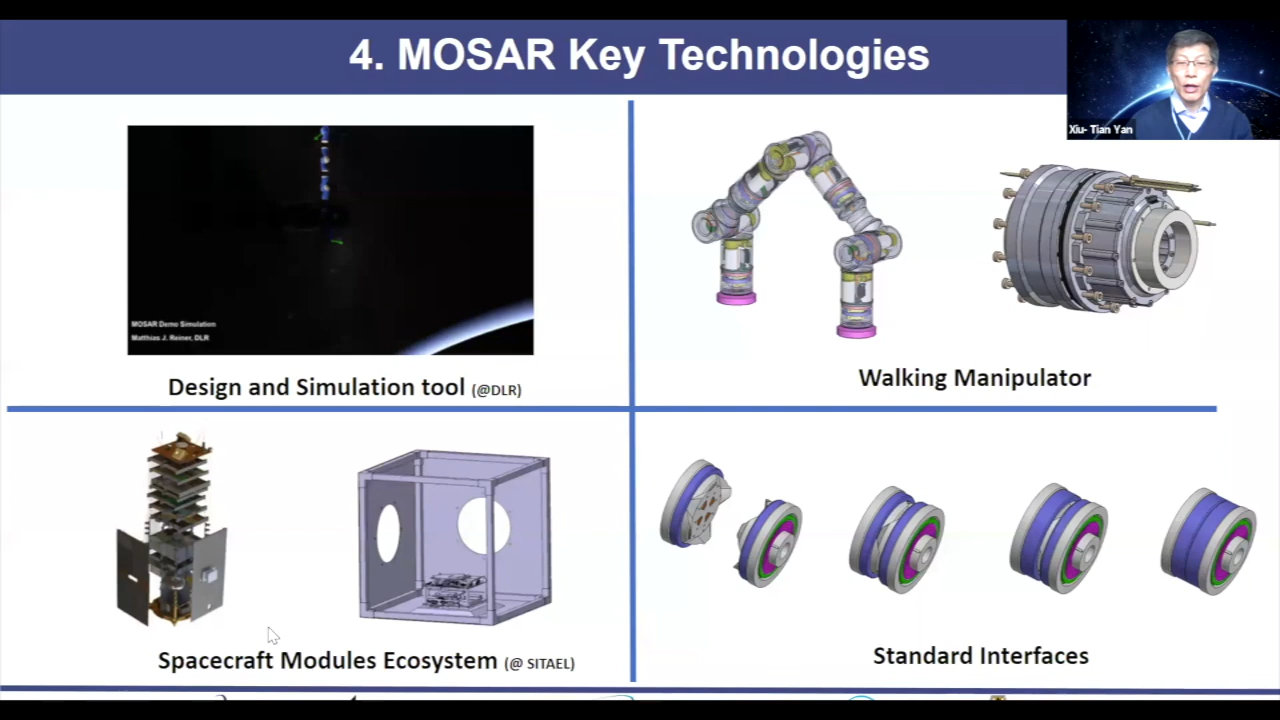 4. MOSAR Key Technologies
Xiu- Tian Yan
MOSAR Demo Simulation
Matthias J. Reiner, DLR
Design and Simulation tool (@DLR)
Walking Manipulator
Spacecraft Modules Ecosystem (@ SITAEL)
Standard Interfaces